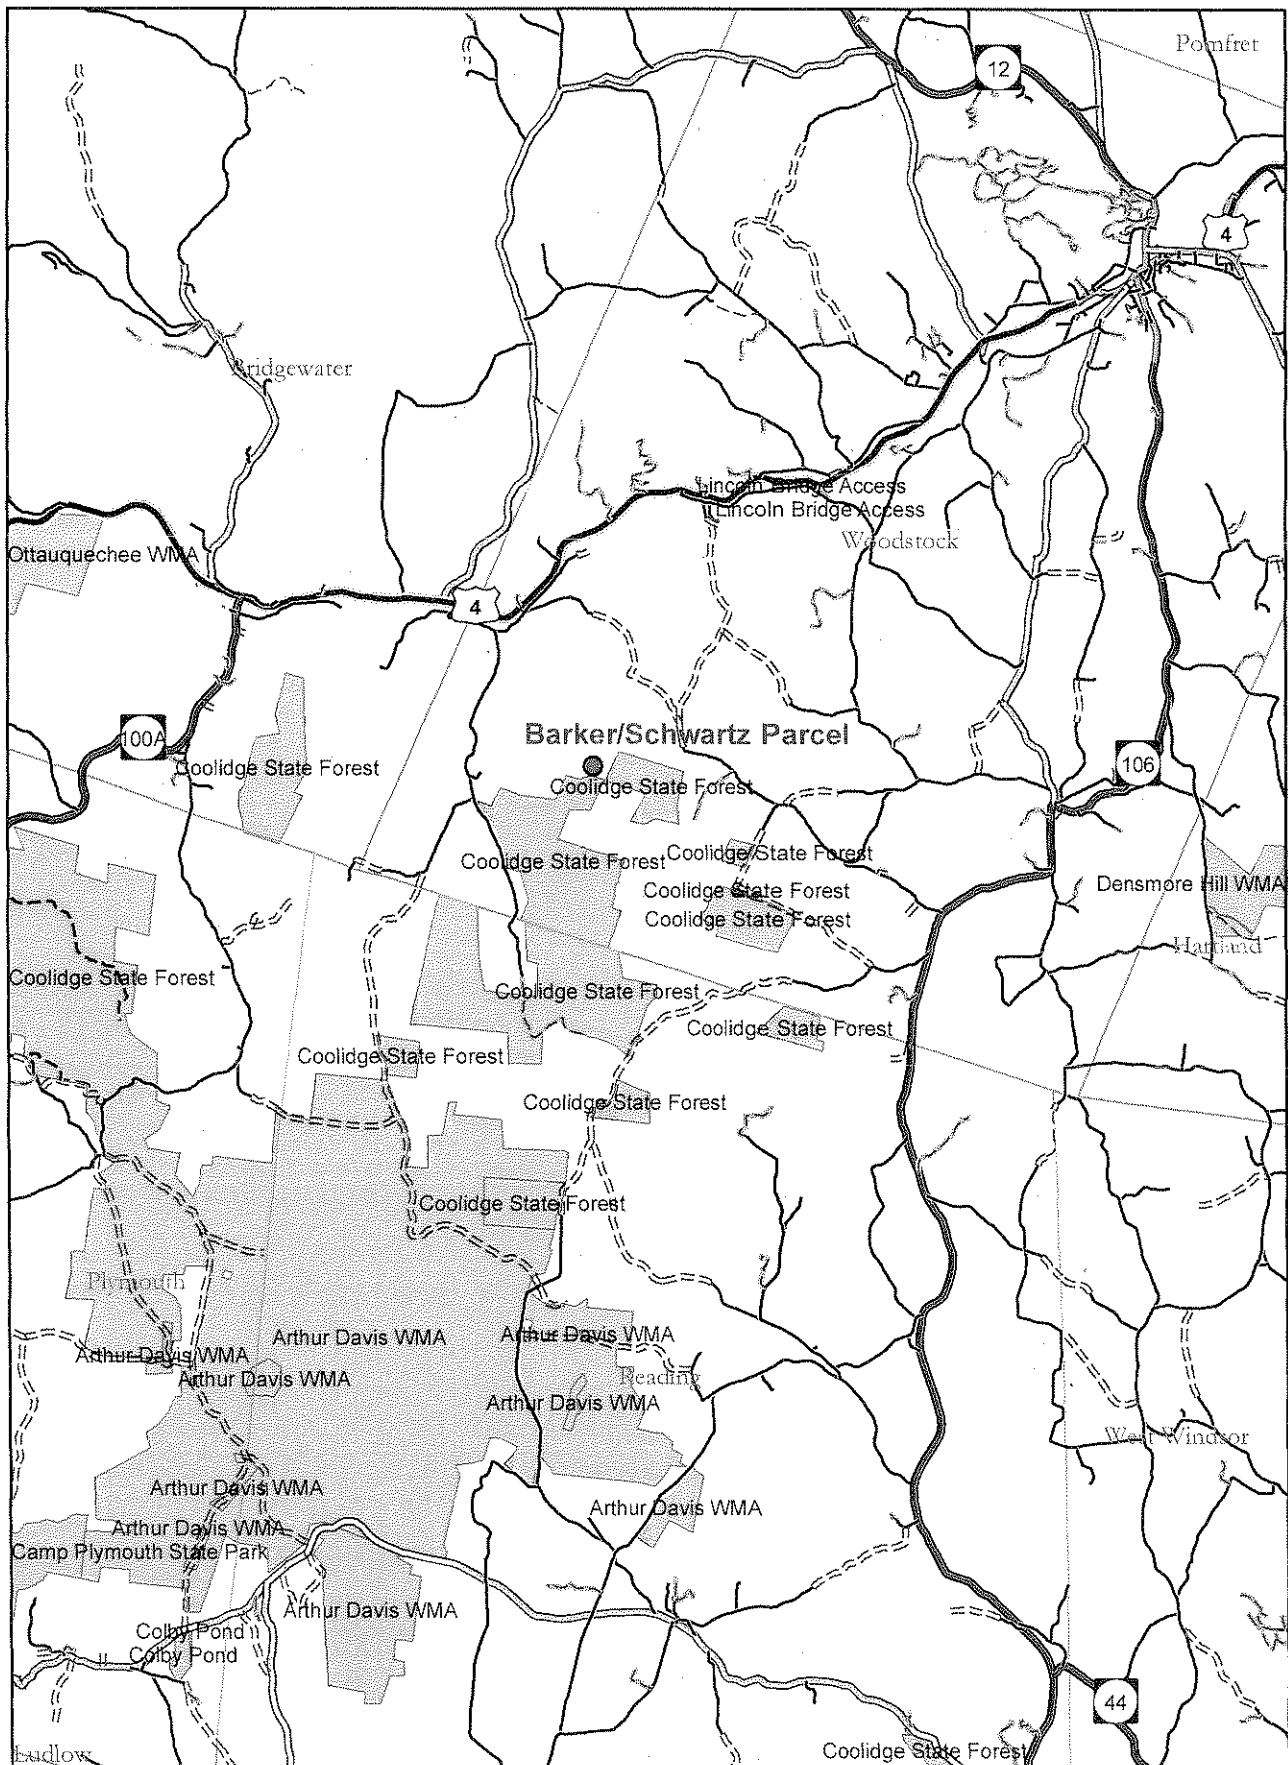 Pomfret
12
4
Bridgewater
Lincoln Bridge Access
Lincoln Bridge Access
Woodstock
Ottauquechee WMA
4
Barker/Schwartz Parcel
100A
106
Coolidge State Forest
Coolidge State Forest
Coolidge State Forest
Coolidge State Forest
Coolidge State Forest
Densmore Hill WMA
Coolidge State Forest
Hartland
Coolidge State Forest
Coolidge State Forest
Coolidge State Forest
Coolidge State Forest
Coolidge State Forest
Coolidge State Forest
Plymouth
Arthur Davis WMA
Arthur Davis WMA
Arthur Davis WMA
Arthur Davis WMA
Reading
Arthur Davis WMA
West Windsor
Arthur Davis WMA
Arthur Davis WMA
Arthur Davis WMA
Camp Plymouth State Park
Arthur Davis WMA
Colby Pond
Colby Pond
44
Ludlow
Coolidge State Forest